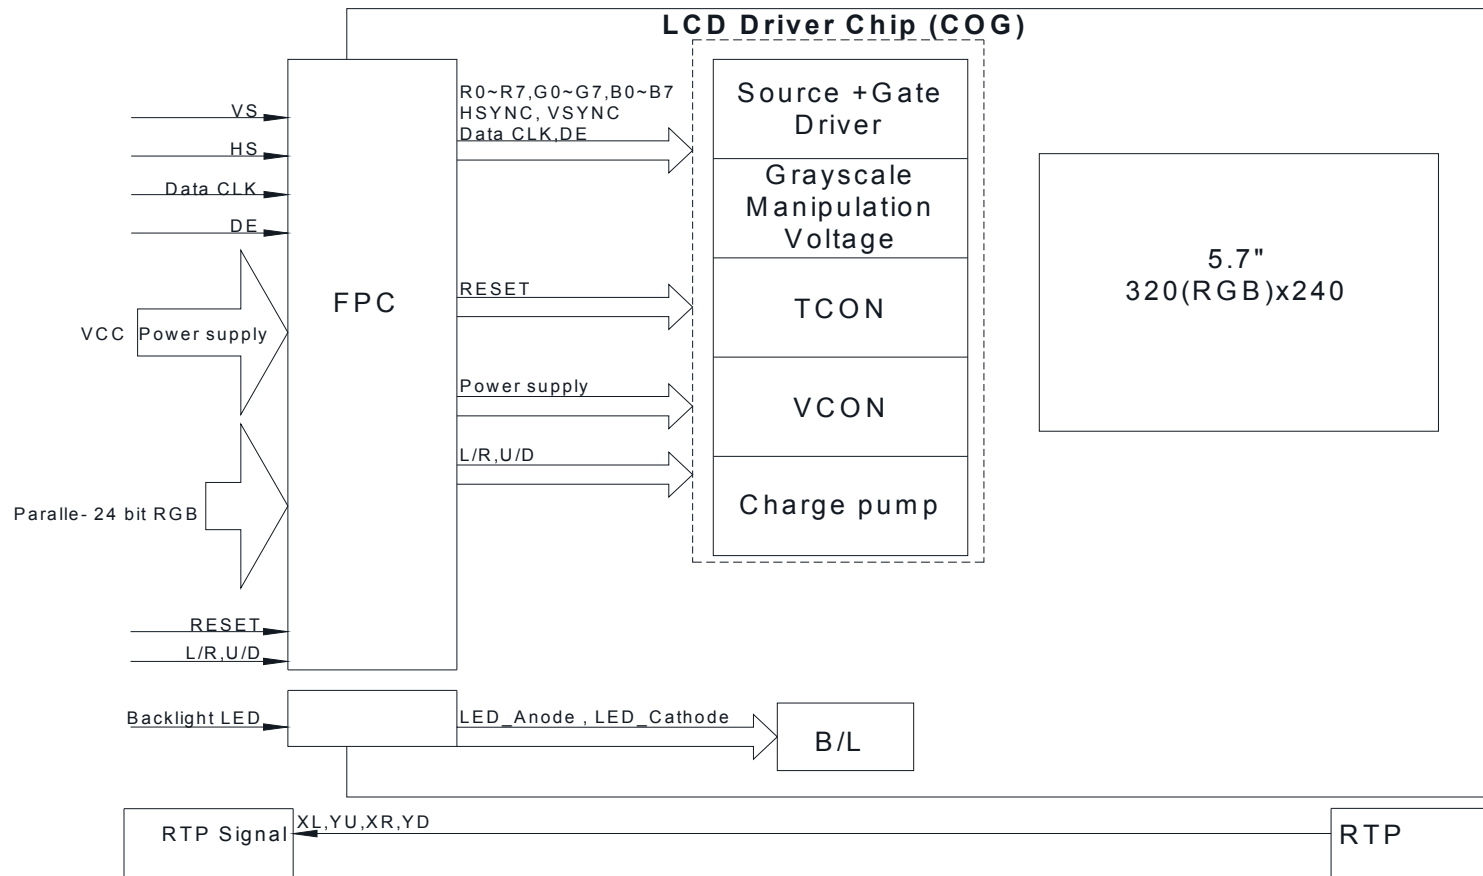 LCD Driver Chip (COG)
R0~R7,G0~G7,B0~B7
HSYNC, VSYNC
Data CLK,DE
Source +Gate
Driver
VS
HS
Data CLK
DE
Grayscale
Manipulation
Voltage
5.7"
320(RGB)x240
FPC
RESET
TCON
VCC Power supply
Power supply
VCON
L/R,U/D
Charge pump
Paralle- 24 bit RGB
RESET
L/R,U/D
Backlight LED
LED_Anode , LED_Cathode
B/L
RTP Signal
XL,YU,XR,YD
RTP